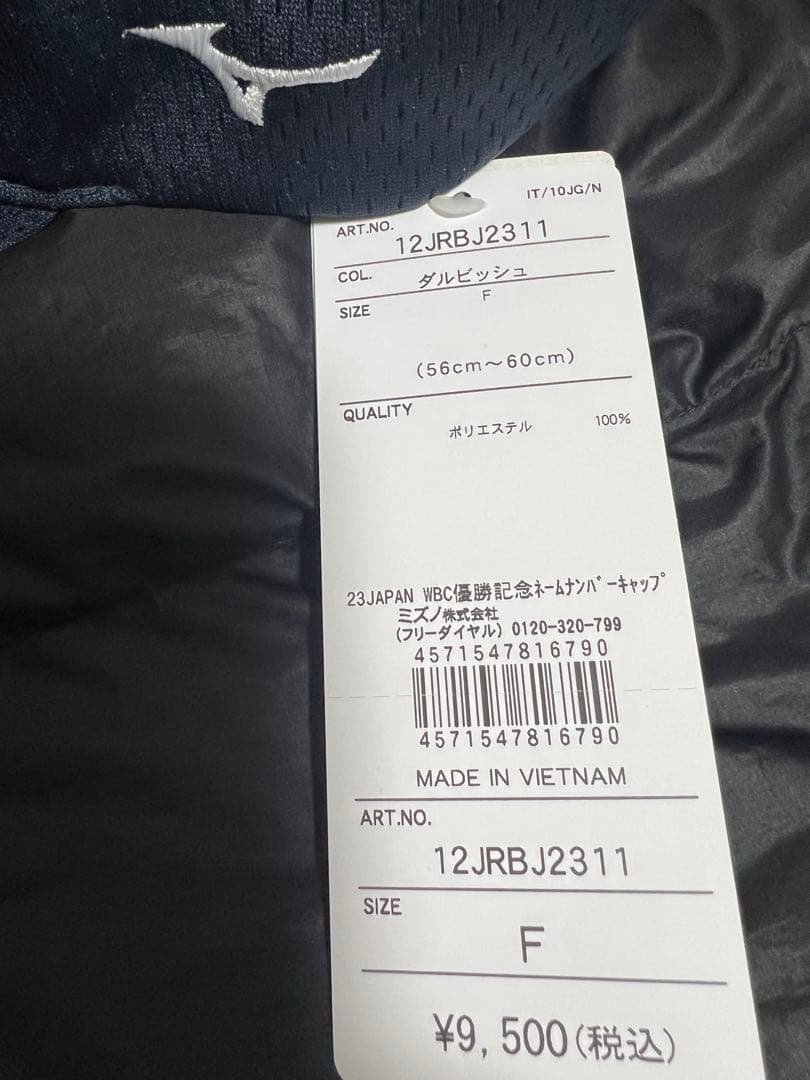 IT/10JG/N
ART.NO. 12JRBJ2311
COL. ダルビッシュ
SIZE F
(56cm～60cm)
QUALITY
ポリエステル 100%
23JAPAN WBC優勝記念ﾈｰﾑﾅﾝﾊﾞｰｷｬｯﾌﾟ
ミズノ株式会社
(フリーダイヤル) 0120-320-799
4571547816790
4571547816790
MADE IN VIETNAM
ART.NO.
12JRBJ2311
SIZE
F
¥9,500(税込)